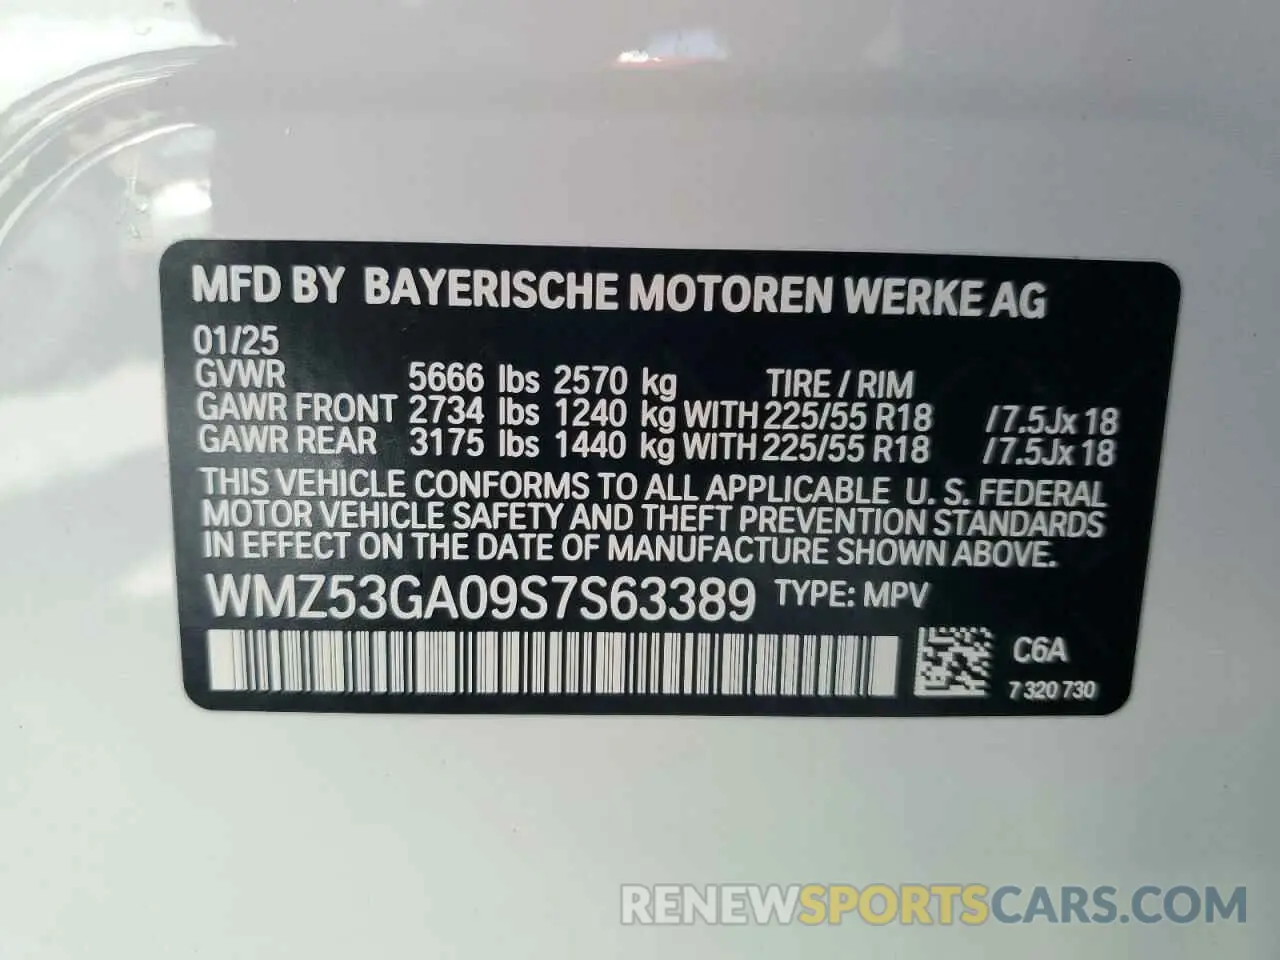 MFD BY BAYERISCHE MOTOREN WERKE AG
01/25
GVWR 5666 lbs 2570 kg TIRE / RIM
GAWR FRONT 2734 lbs 1240 kg WITH 225/55 R18 /7.5Jx 18
GAWR REAR 3175 lbs 1440 kg WITH 225/55 R18 /7.5Jx 18
THIS VEHICLE CONFORMS TO ALL APPLICABLE U. S. FEDERAL
MOTOR VEHICLE SAFETY AND THEFT PREVENTION STANDARDS
IN EFFECT ON THE DATE OF MANUFACTURE SHOWN ABOVE.
WMZ53GA09S7S63389 TYPE: MPV
C6A
7 320 730
RENEWSPORTSCARS.COM